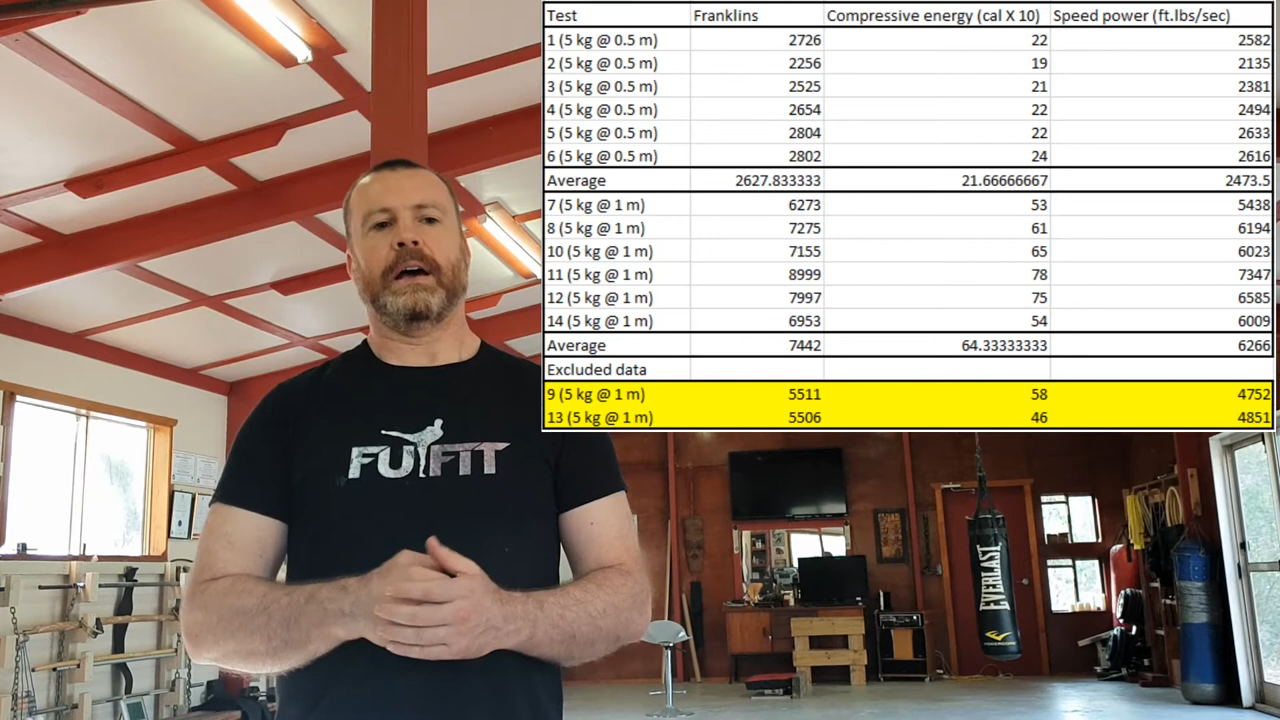 Test Franklins Compressive energy (cal X 10) Speed power (ft.lbs/sec)
1 (5 kg @ 0.5 m) 2726 22 2582
2 (5 kg @ 0.5 m) 2256 19 2135
3 (5 kg @ 0.5 m) 2525 21 2381
4 (5 kg @ 0.5 m) 2654 22 2494
5 (5 kg @ 0.5 m) 2804 22 2633
6 (5 kg @ 0.5 m) 2802 24 2616
Average 2627.833333 21.66666667 2473.5
7 (5 kg @ 1 m) 6273 53 5438
8 (5 kg @ 1 m) 7275 61 6194
10 (5 kg @ 1 m) 7155 65 6023
11 (5 kg @ 1 m) 8999 78 7347
12 (5 kg @ 1 m) 7997 75 6585
14 (5 kg @ 1 m) 6953 54 6009
Average 7442 64.33333333 6266
Excluded data
9 (5 kg @ 1 m) 5511 58 4752
13 (5 kg @ 1 m) 5506 46 4851
FUFIT
EVERLAST